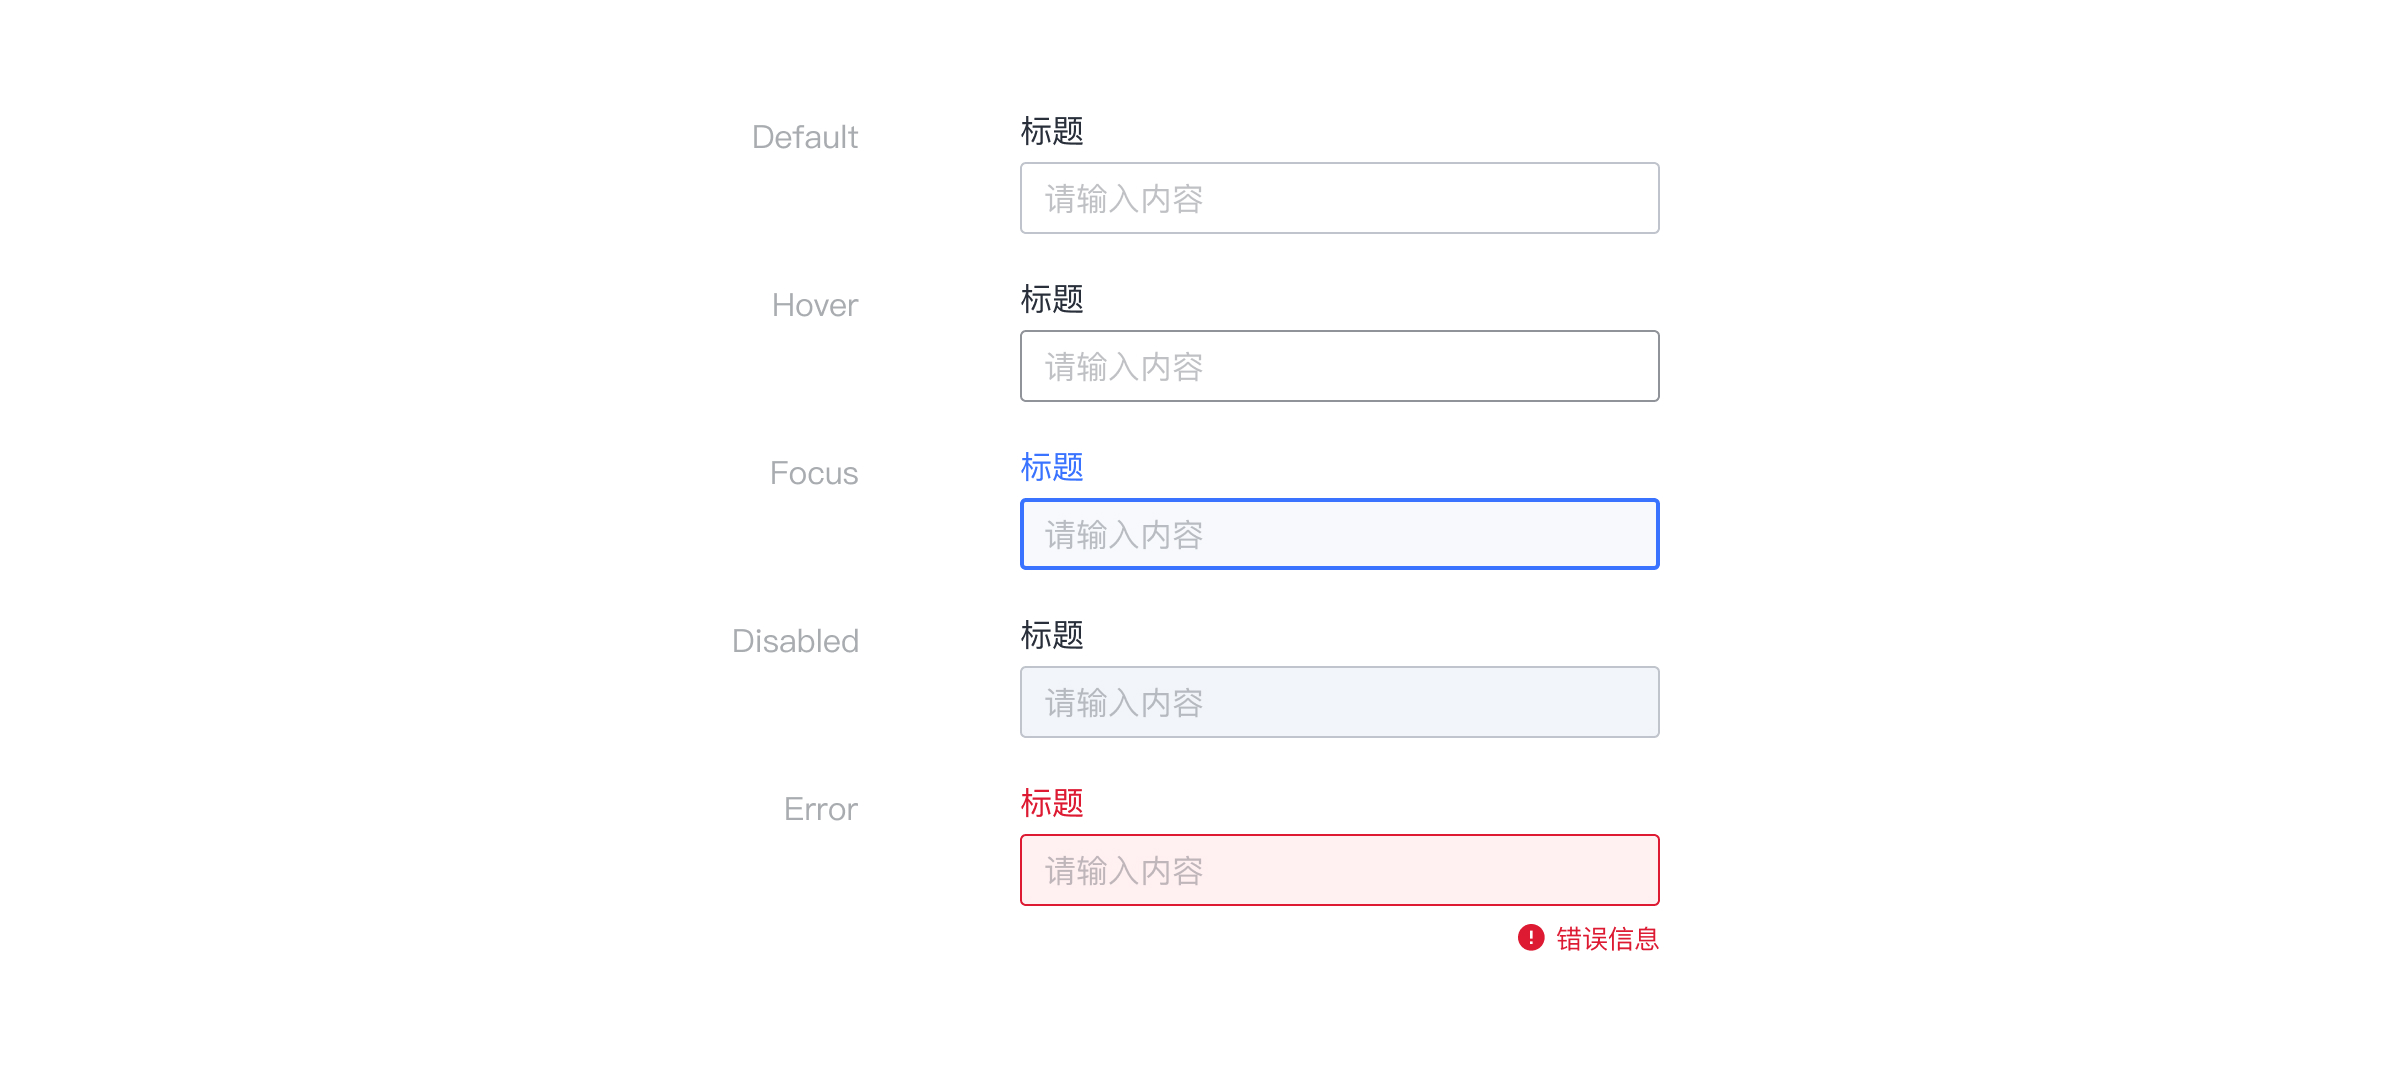 Default
标题
请输入内容
Hover
标题
请输入内容
Focus
标题
请输入内容
Disabled
标题
请输入内容
Error
标题
请输入内容
错误信息